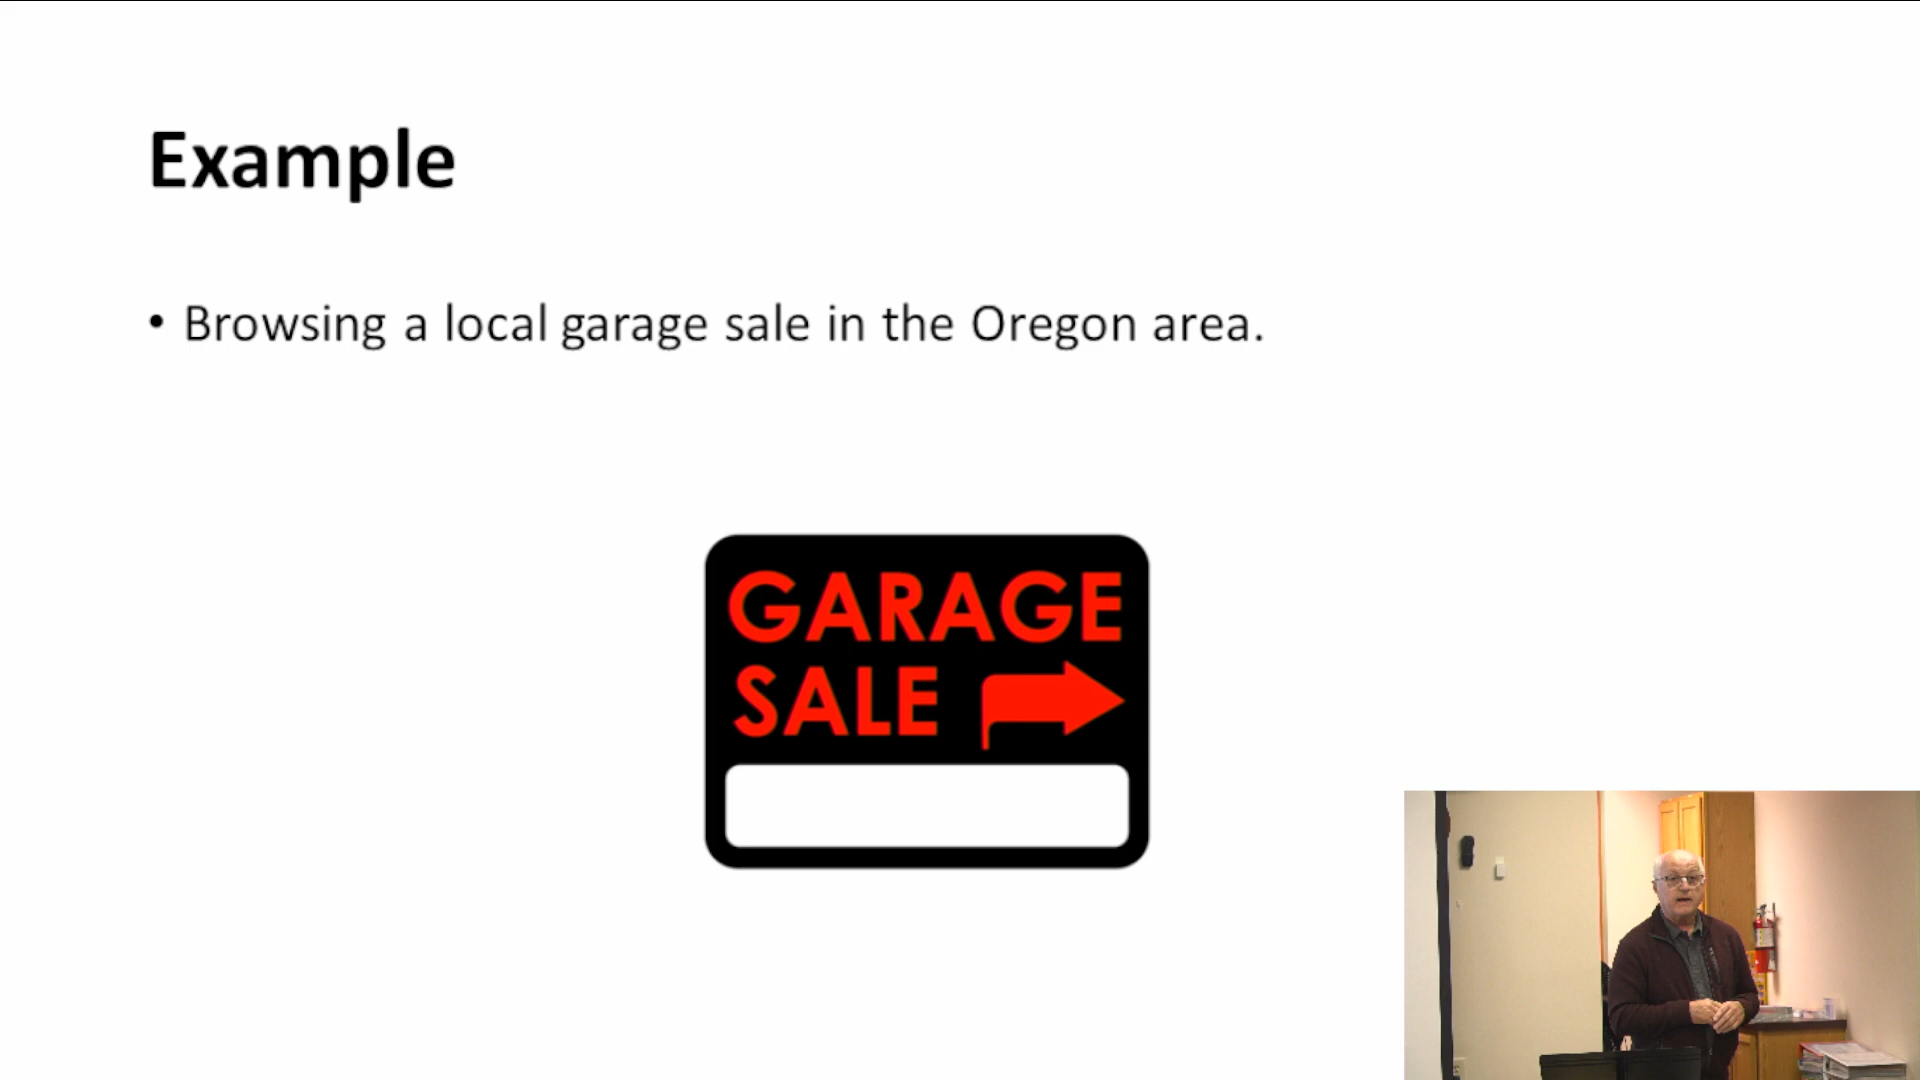 Example
• Browsing a local garage sale in the Oregon area.
GARAGE
SALE